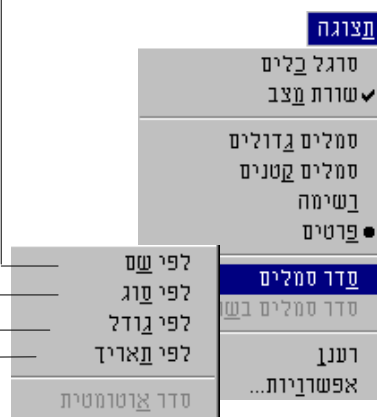 תצוגה
סרגל כלים
שורת מצב
סמלים גדולים
סמלים קטנים
רשימה
פרטים
סדר סמלים
סדר סמלים
רענן
אפשרויות...
לפי שם
לפי סוג
לפי גודל
לפי תאריך
סדר אוטומטית